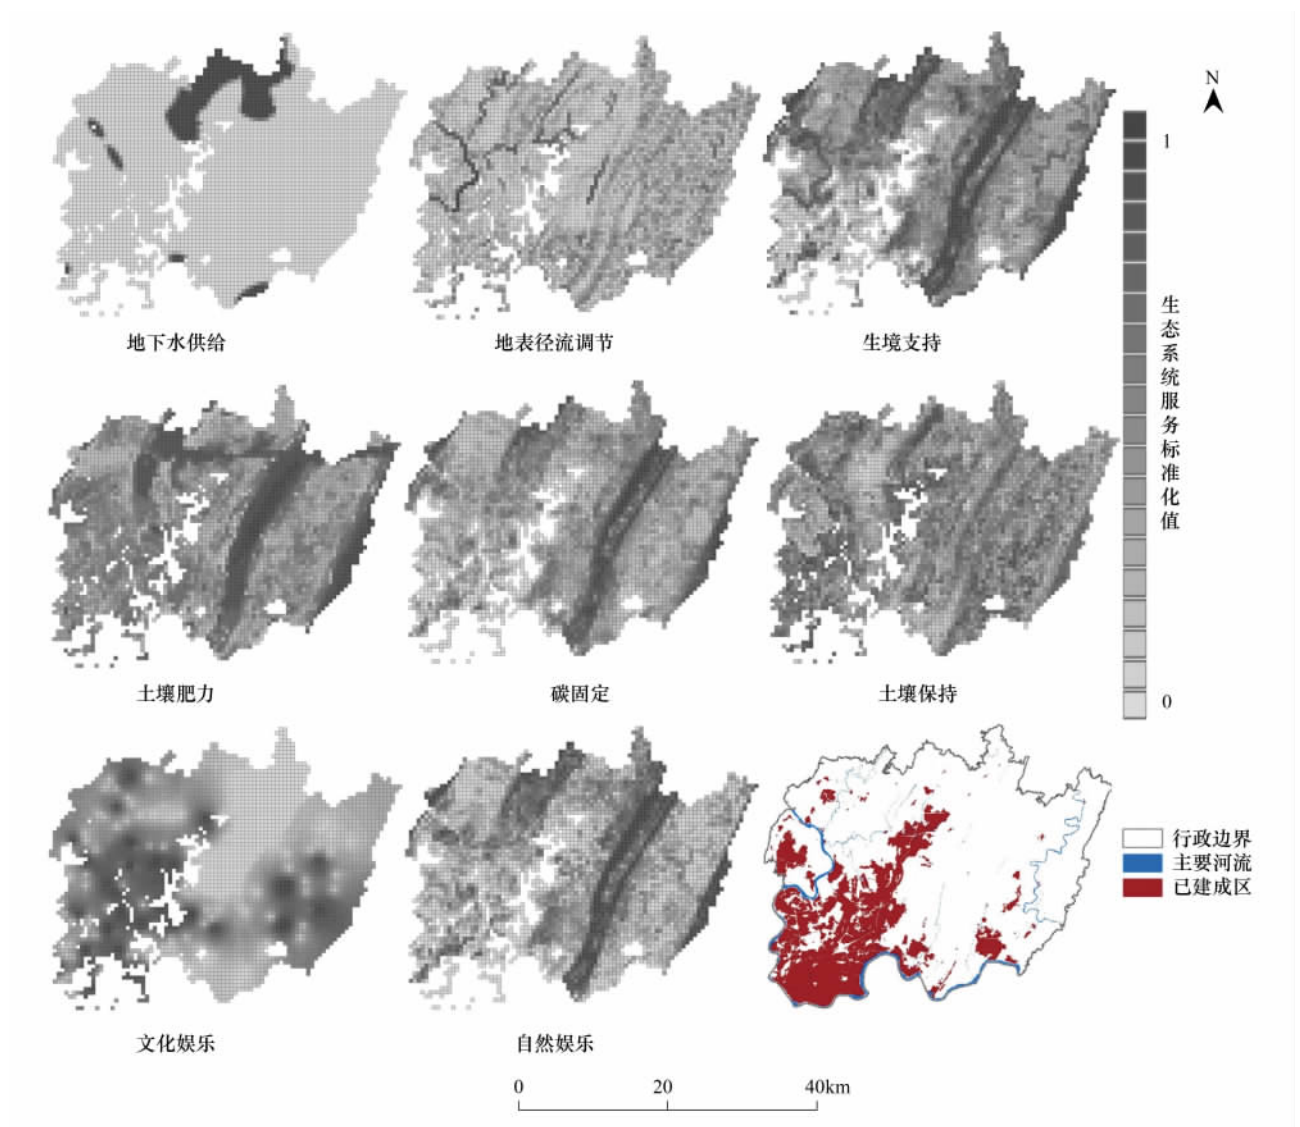 N
1
生态系统服务标准化值
0
地下水供给
地表径流调节
生境支持
土壤肥力
碳固定
土壤保持
文化娱乐
自然娱乐
行政边界
主要河流
已建成区
0 20 40km